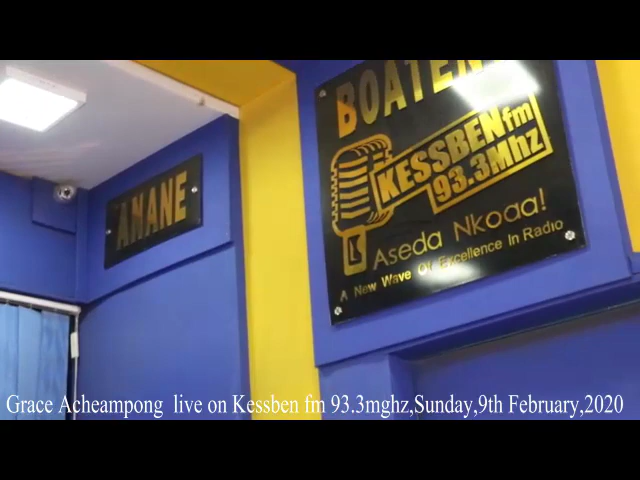 BOATEN
KESSBEN fm
93.3Mhz
Aseda Nkoaa!
A New Wave Of Excellence In Radio
AMANE
Grace Acheampong live on Kessben fm 93.3mghz,Sunday,9th February,2020